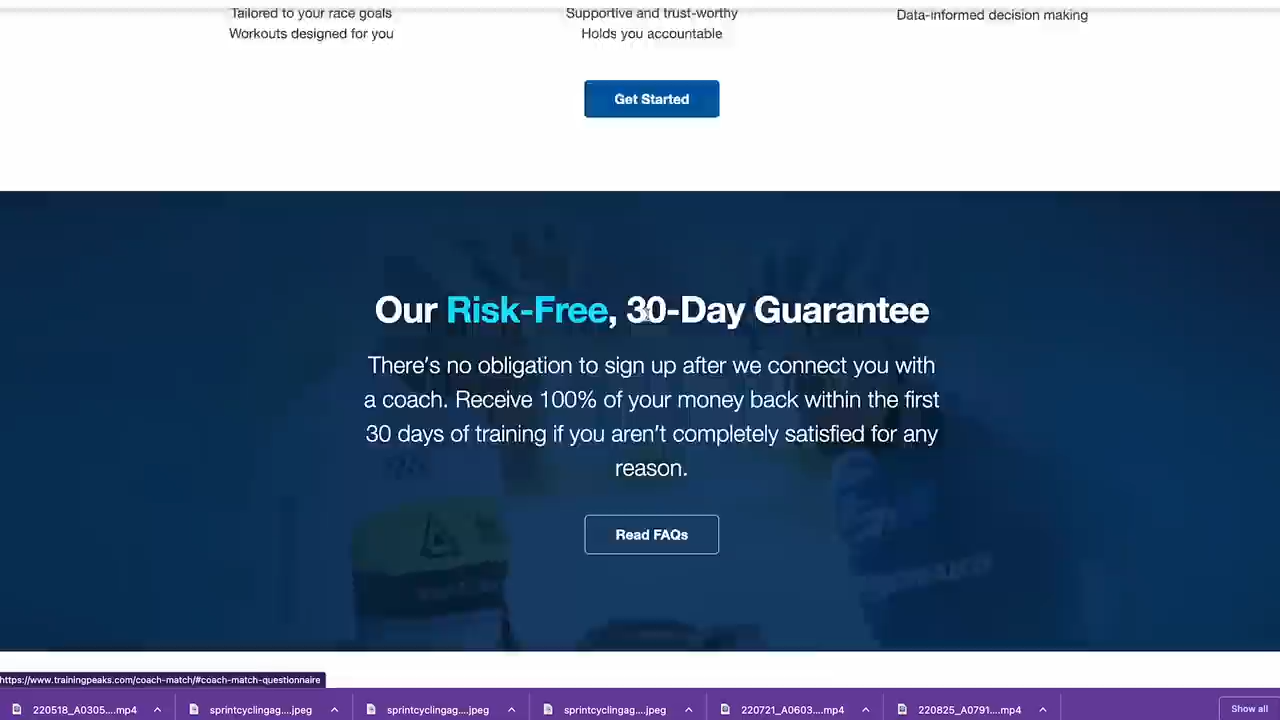 Tailored to your race goals
Supportive and trust-worthy
Data-informed decision making
Workouts designed for you
Holds you accountable
Get Started
Our Risk-Free, 30-Day Guarantee
There's no obligation to sign up after we connect you with
a coach. Receive 100% of your money back within the first
30 days of training if you aren't completely satisfied for any
reason.
Read FAQs
https://www.trainingpeaks.com/coach-match/#coach-match-questionnaire
220518_A0305....mp4
sprintcyclingag....jpeg
sprintcyclingag....jpeg
sprintcyclingag....jpeg
220721_A0603....mp4
220825_A0791....mp4
Show all